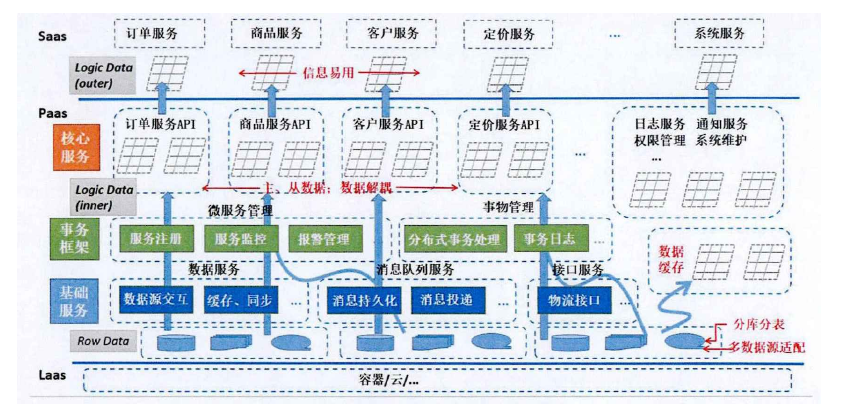 Saas
订单服务
商品服务
客户服务
定价服务
...
系统服务
Logic Data
(outer)
信息易用
Paas
核心
服务
订单服务API
商品服务API
客户服务API
定价服务API
...
日志服务 通知服务
权限管理 系统维护
...
Logic Data
(inner)
主、从数据；数据解耦
微服务管理
事物管理
事务
框架
服务注册
服务监控
报警管理
...
分布式事务处理
事务日志
...
数据
缓存
数据服务
消息队列服务
接口服务
基础
服务
数据源交互
缓存、同步
...
消息持久化
消息投递
...
物流接口
...
Row Data
分库分表
多数据源适配
Laas
容器/云/...